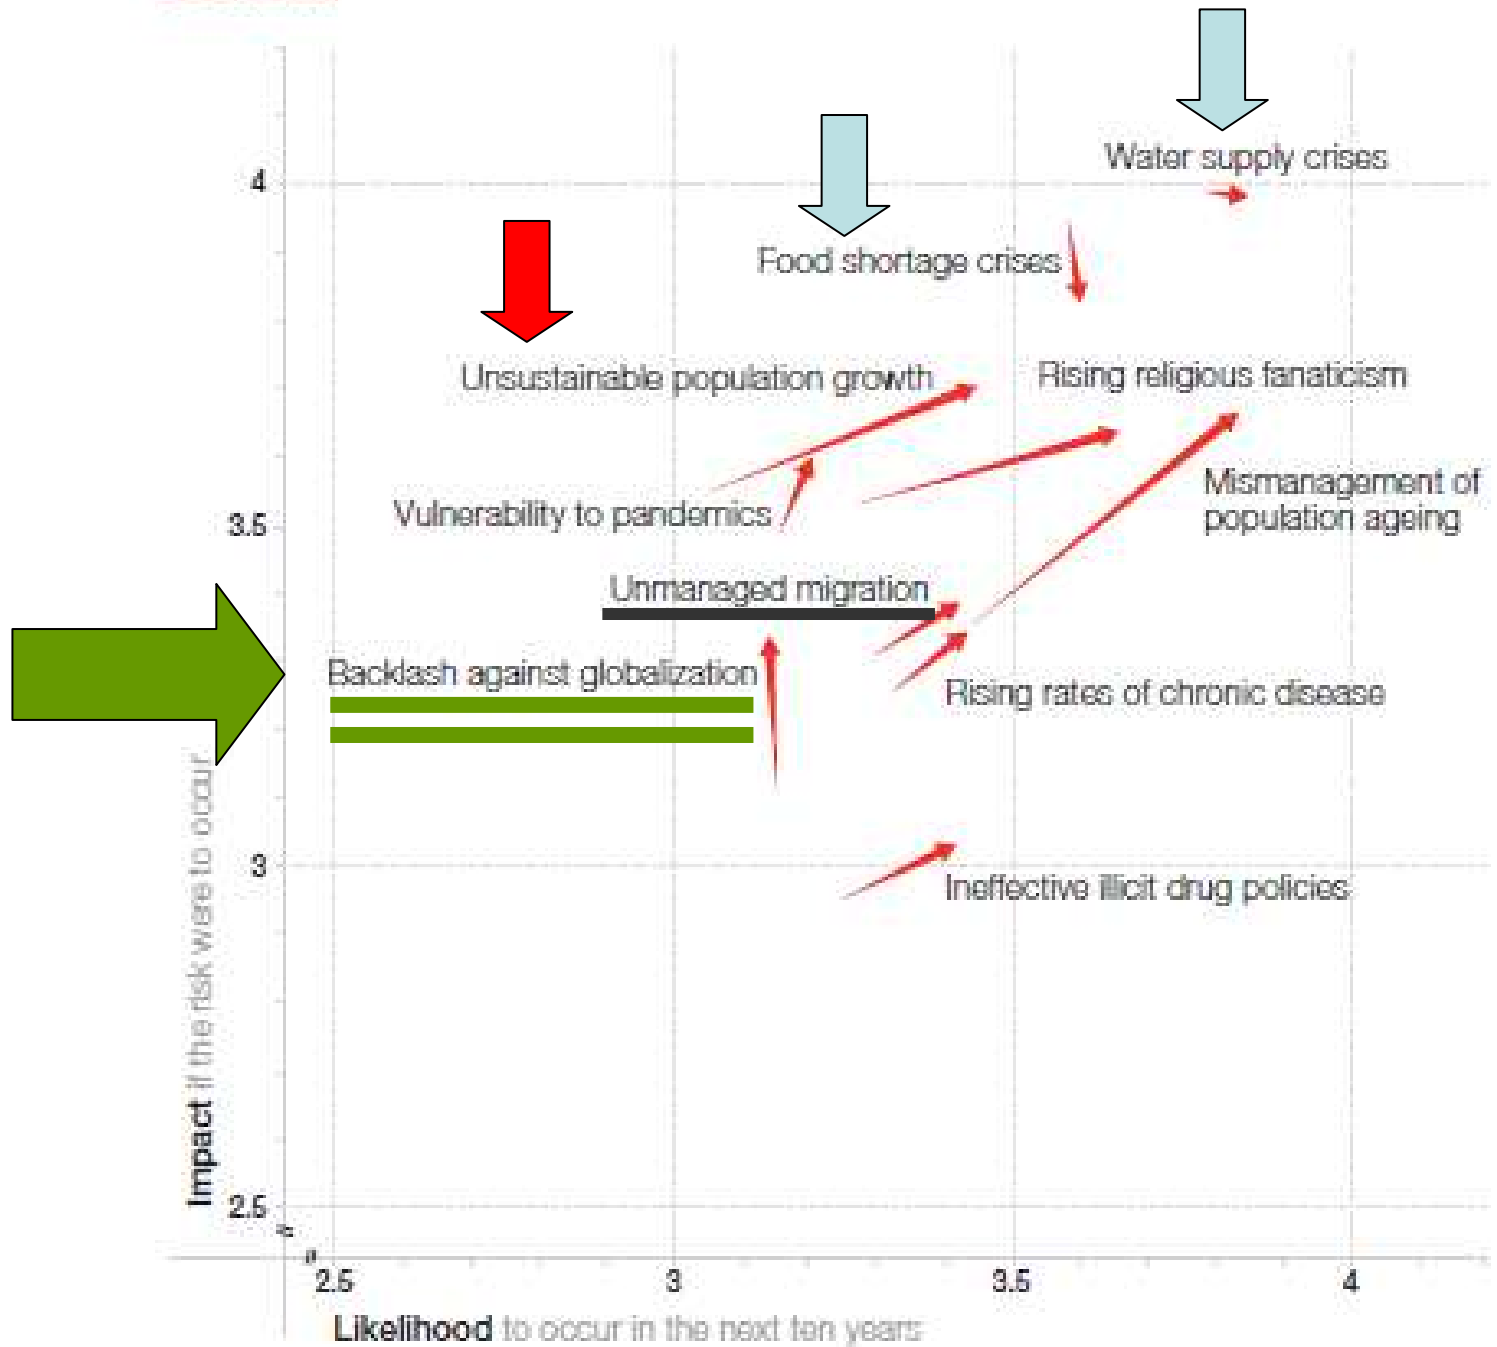 Water supply crises
4
Food shortage crises
Unsustainable population growth
Rising religious fanaticism
Mismanagement of
population ageing
Vulnerability to pandemics
3.5
Unmanaged migration
Backlash against globalization
Rising rates of chronic disease
3
Ineffective illicit drug policies
Impact if the risk were to occur
2.5
2.5 3 3.5 4
Likelihood to occur in the next ten years